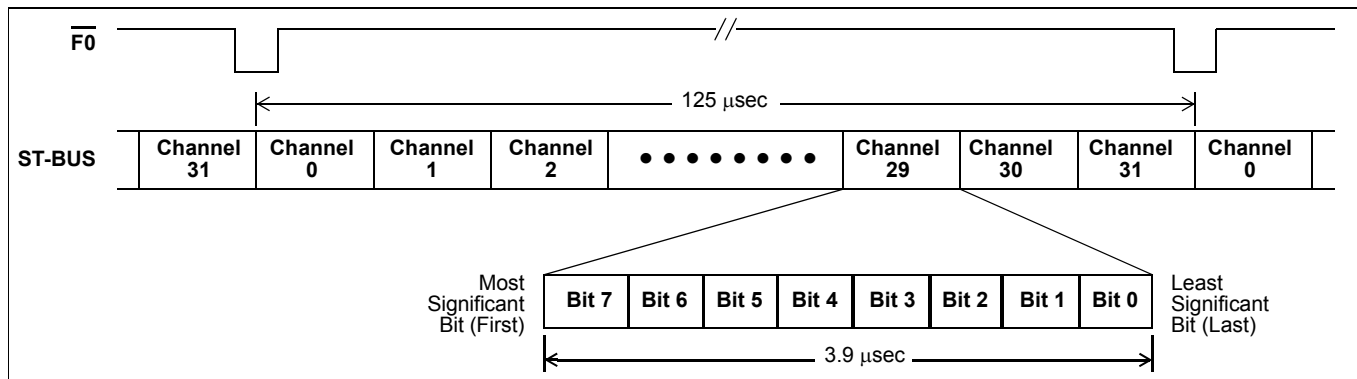 F0
125 μsec
ST-BUS
Channel 31
Channel 0
Channel 1
Channel 2
Channel 29
Channel 30
Channel 31
Channel 0
Most Significant Bit (First)
Bit 7
Bit 6
Bit 5
Bit 4
Bit 3
Bit 2
Bit 1
Bit 0
Least Significant Bit (Last)
3.9 μsec